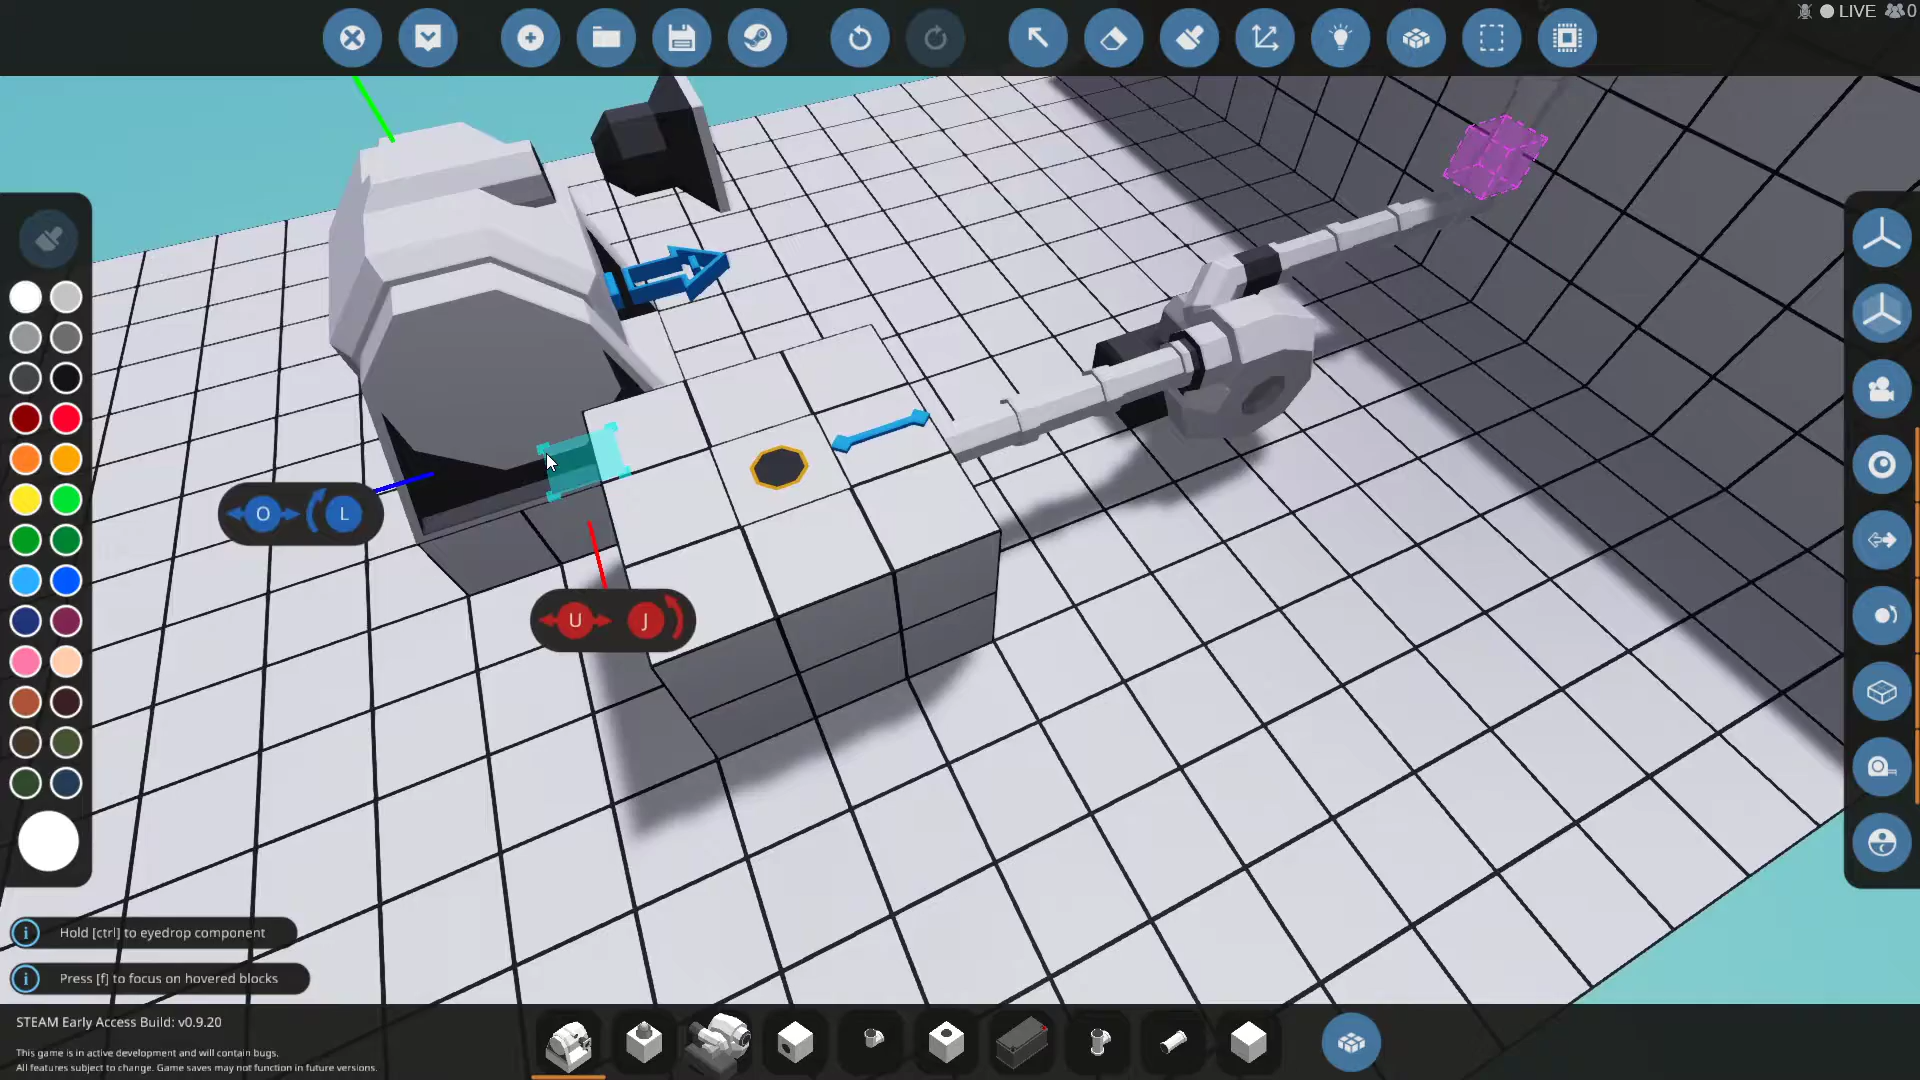 LIVE 0
O L
U J
Hold [ctrl] to eyedrop component
Press [f] to focus on hovered blocks
STEAM Early Access Build: v0.9.20
This game is in active development and will contain bugs.
All features subject to change. Game saves may not function in future versions.